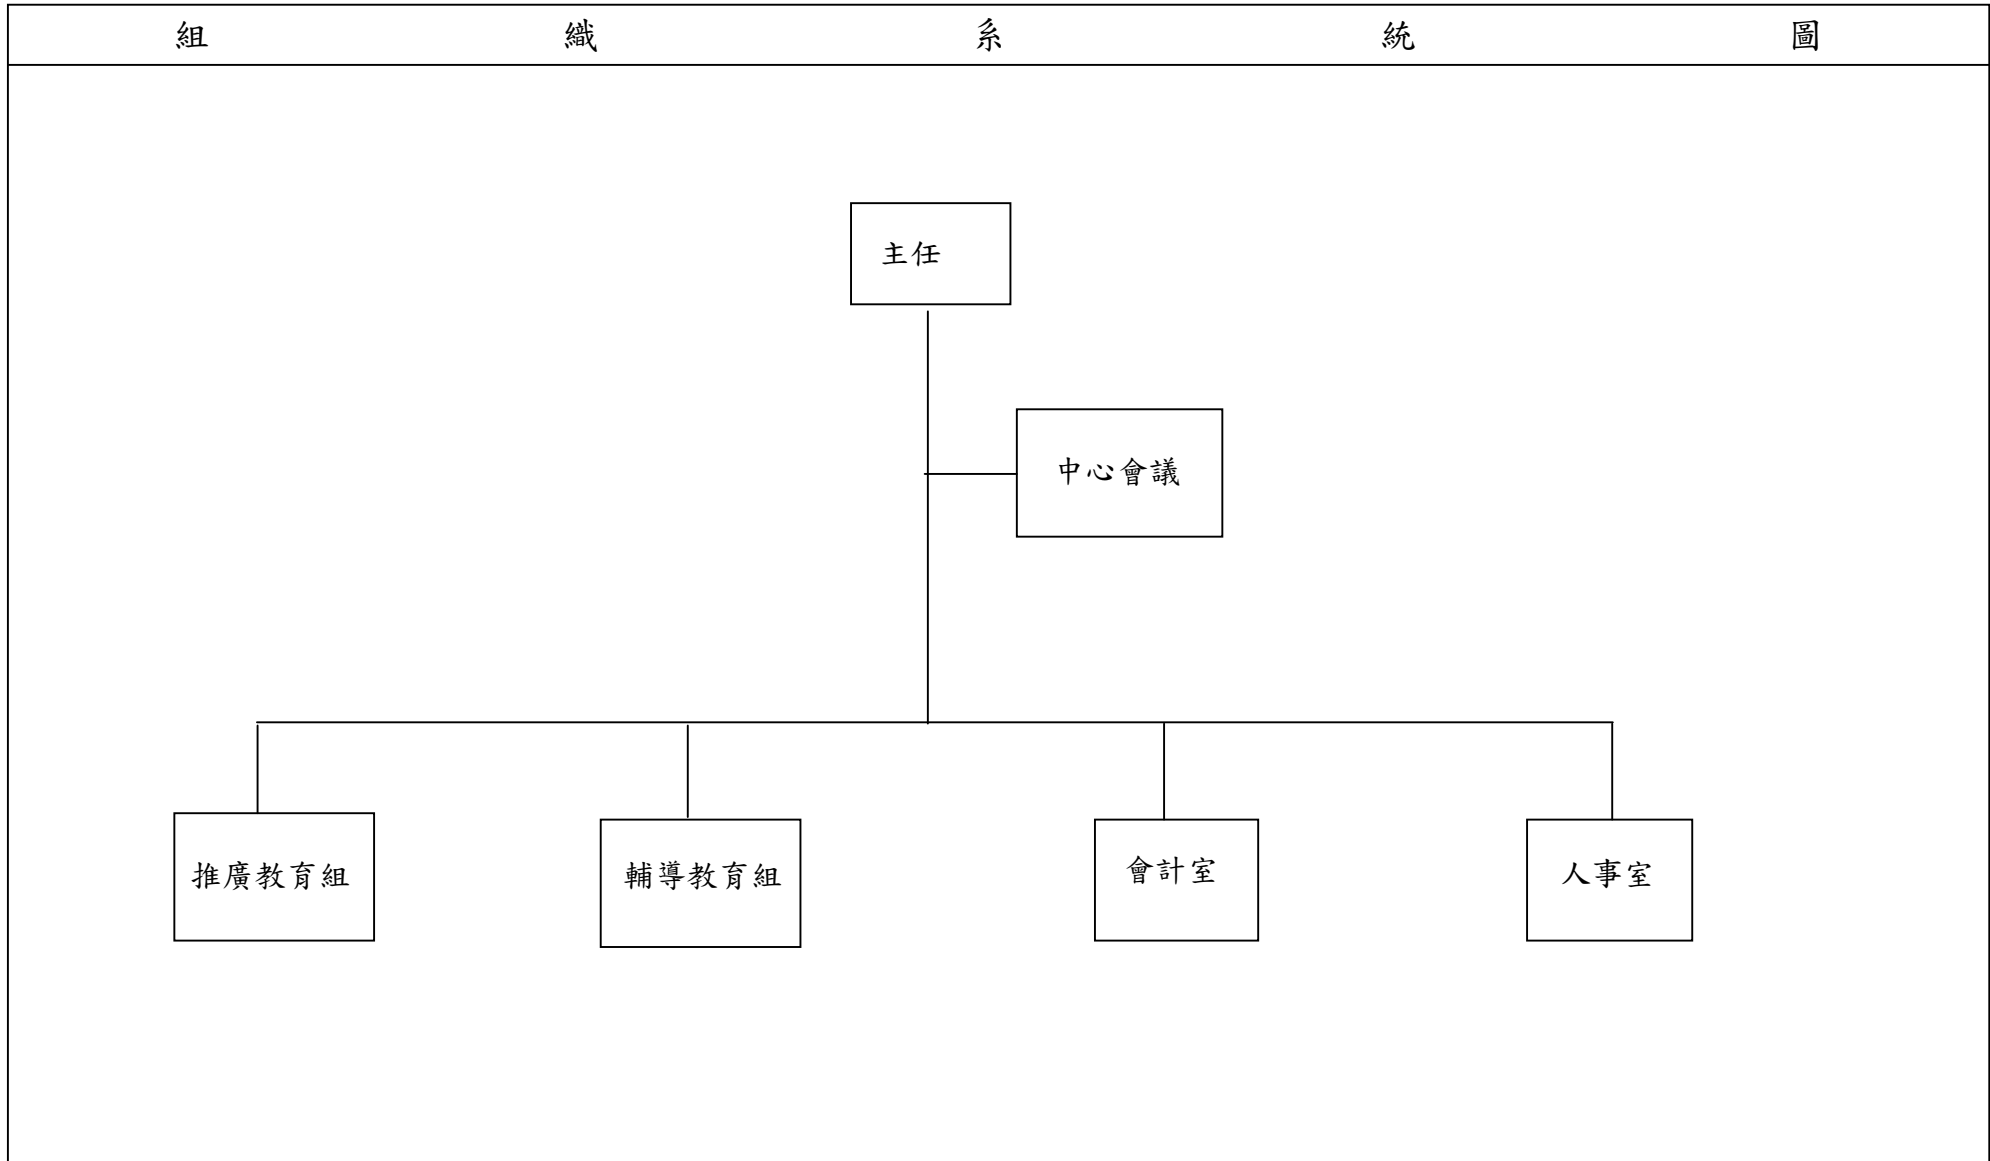 組織系統圖
主任
中心會議
推廣教育組
輔導教育組
會計室
人事室